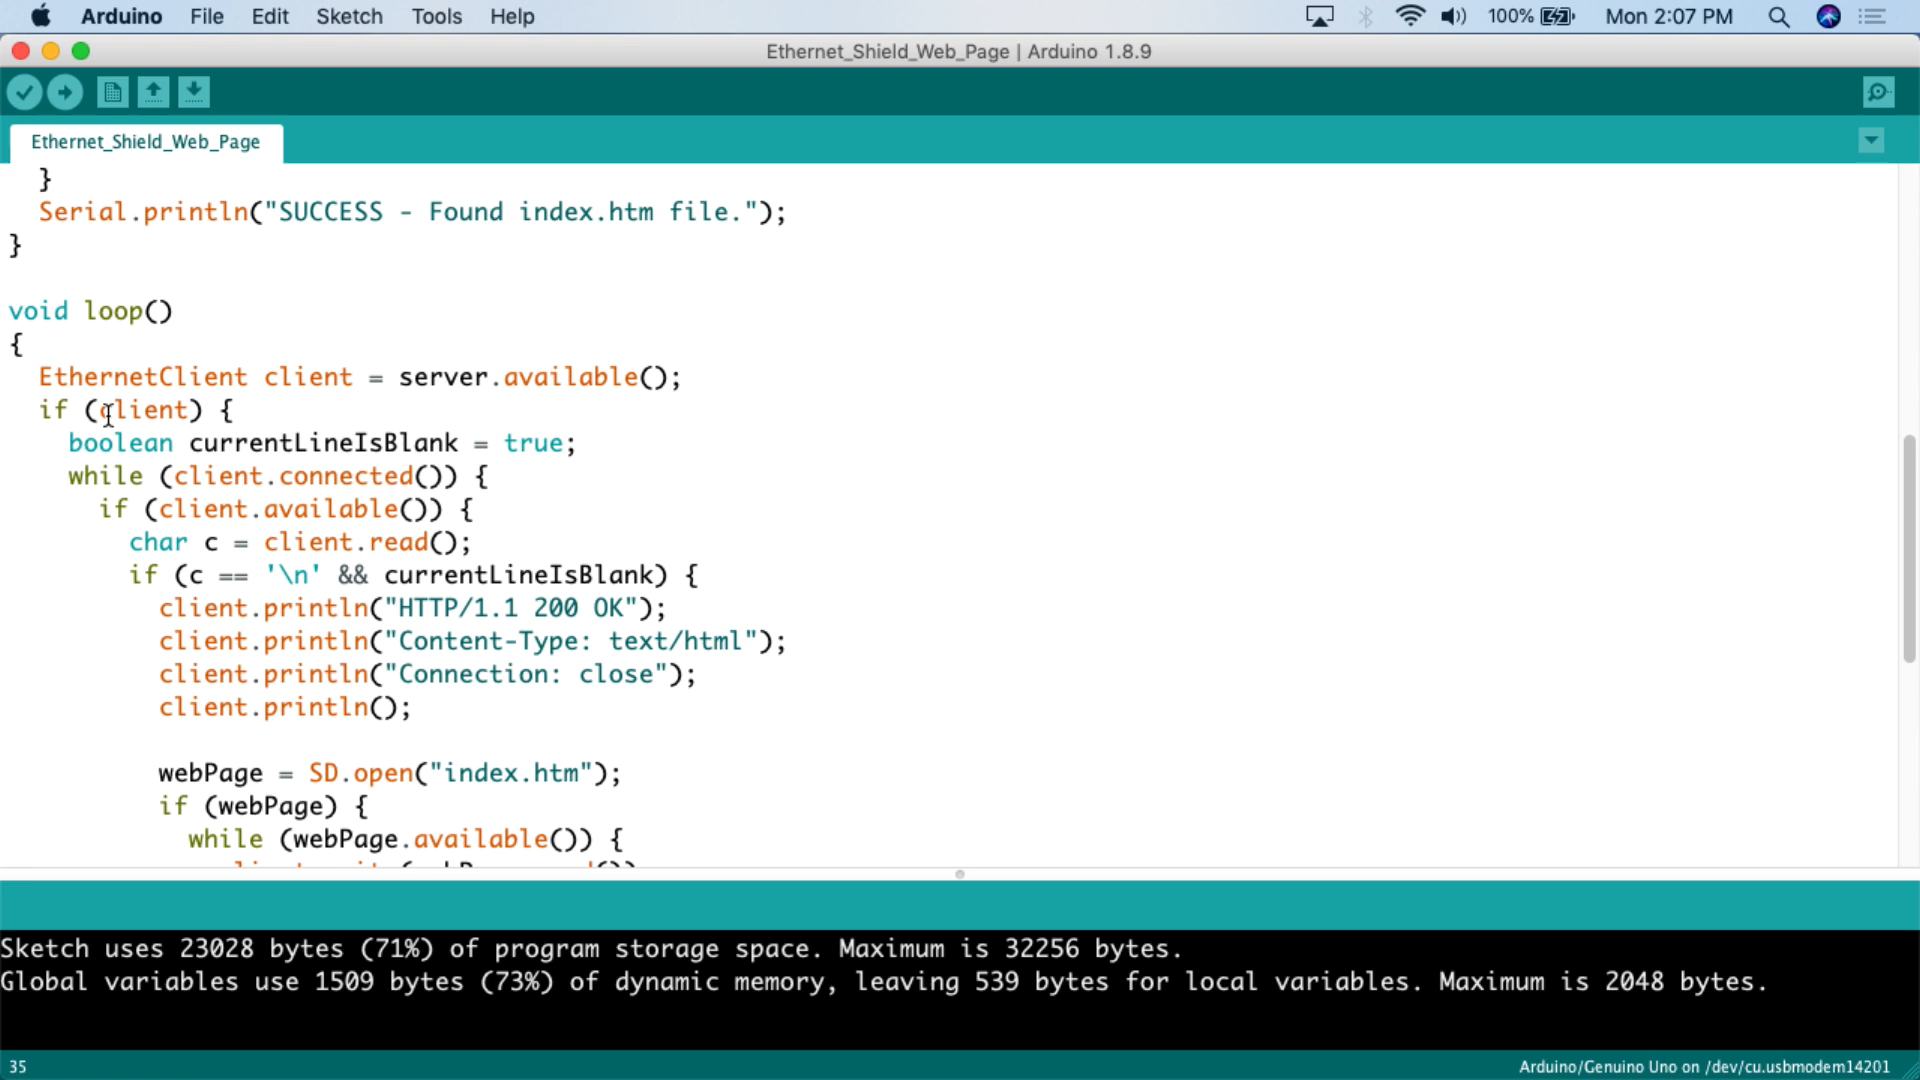 Arduino File Edit Sketch Tools Help 100% Mon 2:07 PM
Ethernet_Shield_Web_Page | Arduino 1.8.9
Ethernet_Shield_Web_Page
}
Serial.println("SUCCESS - Found index.htm file.");
}
void loop()
{
EthernetClient client = server.available();
if (client) {
boolean currentLineIsBlank = true;
while (client.connected()) {
if (client.available()) {
char c = client.read();
if (c == '\n' && currentLineIsBlank) {
client.println("HTTP/1.1 200 OK");
client.println("Content-Type: text/html");
client.println("Connection: close");
client.println();
webPage = SD.open("index.htm");
if (webPage) {
while (webPage.available()) {
Sketch uses 23028 bytes (71%) of program storage space. Maximum is 32256 bytes.
Global variables use 1509 bytes (73%) of dynamic memory, leaving 539 bytes for local variables. Maximum is 2048 bytes.
35 Arduino/Genuino Uno on /dev/cu.usbmodem14201